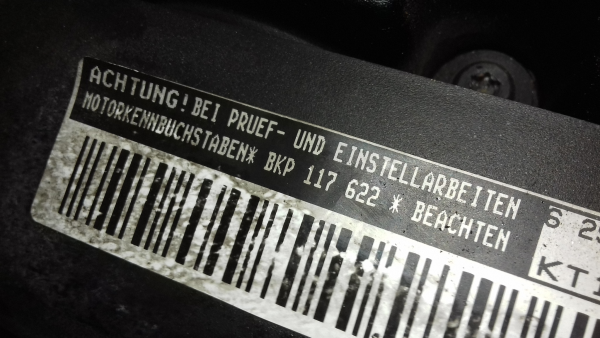 ACHTUNG! BEI PRUEF- UND EINSTELLARBEITEN
MOTORKENNBUCHSTABEN* BKP 117 622 * BEACHTEN